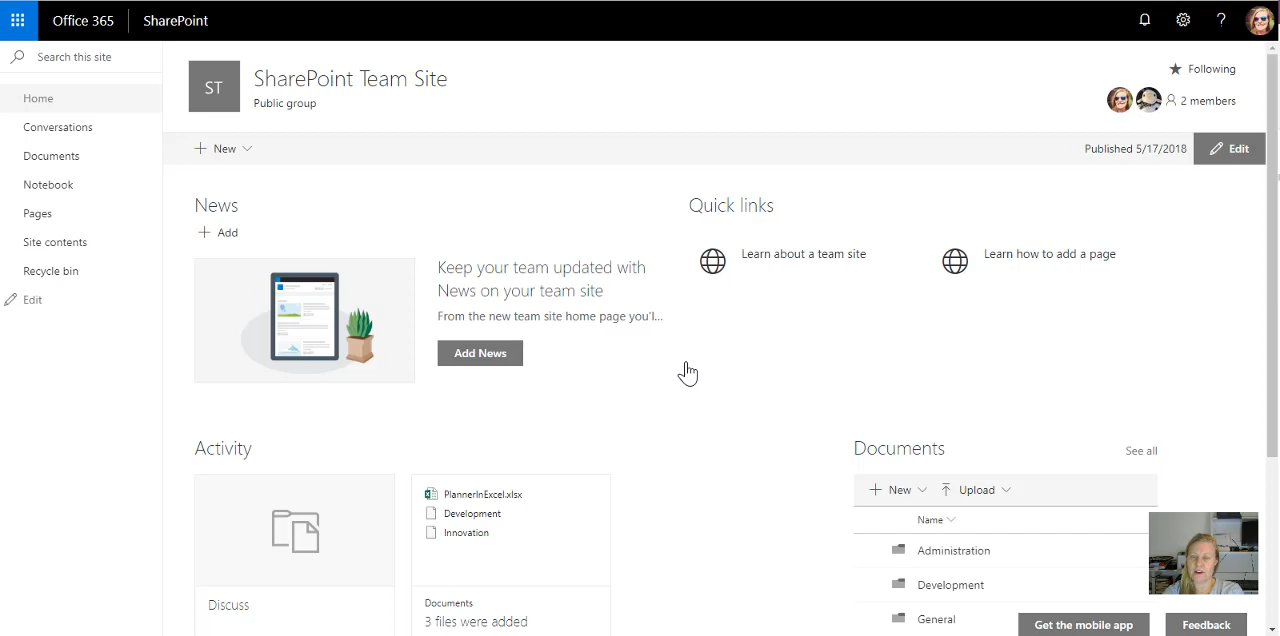 Office 365
SharePoint
?
Search this site
Home
Conversations
Documents
Notebook
Pages
Site contents
Recycle bin
Edit
ST
SharePoint Team Site
Public group
Following
2 members
New
Published 5/17/2018
Edit
News
Add
Keep your team updated with
News on your team site
From the new team site home page you'l...
Add News
Quick links
Learn about a team site
Learn how to add a page
Activity
Discuss
PlannerInExcel.xlsx
Development
Innovation
Documents
3 files were added
Documents
See all
New
Upload
Name
Administration
Development
General
Get the mobile app
Feedback